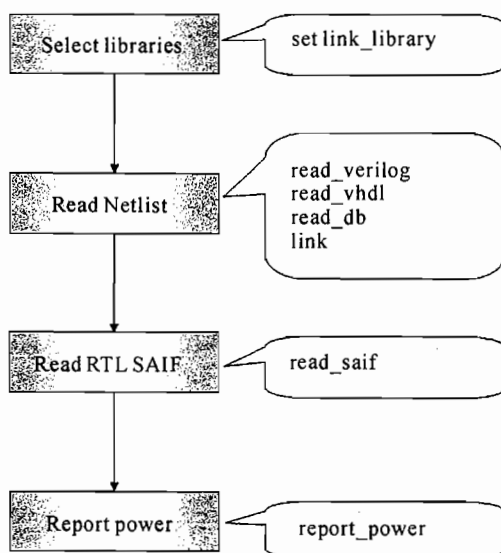 Select libraries
set link_library
Read Netlist
read_verilog
read_vhdl
read_db
link
Read RTL SAIF
read_saif
Report power
report_power